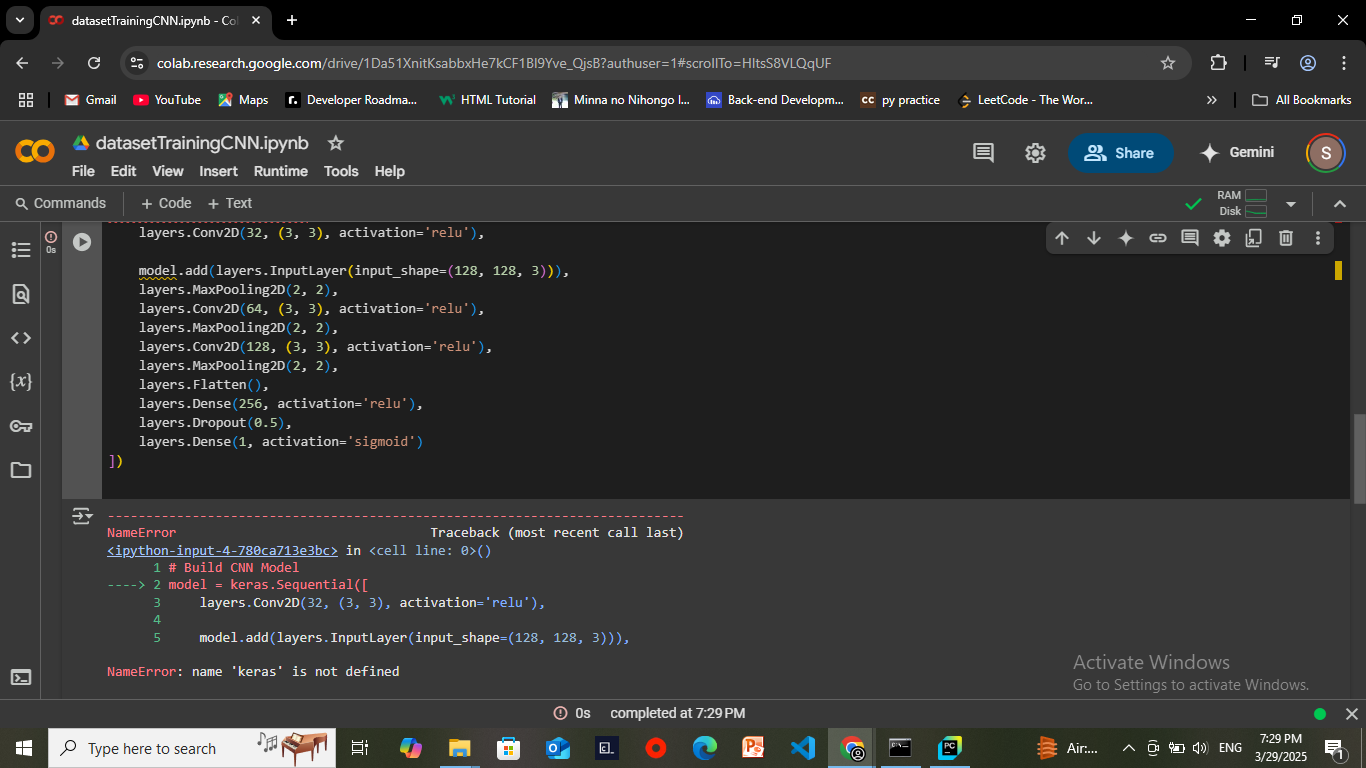 datasetTrainingCNN.ipynb - Col
colab.research.google.com/drive/1Da51XnitKsabbxHe7kCF1Bl9Yve_QjsB?authuser=1#scrollTo=HItsS8VLQqUF
Gmail YouTube Maps Developer Roadma... HTML Tutorial Minna no Nihongo I... Back-end Developm... CC py practice LeetCode - The Wor... » All Bookmarks
datasetTrainingCNN.ipynb
File Edit View Insert Runtime Tools Help
Share Gemini S
Commands + Code + Text
RAM
Disk
0s
layers.Conv2D(32, (3, 3), activation='relu'),
model.add(layers.InputLayer(input_shape=(128, 128, 3))),
layers.MaxPooling2D(2, 2),
layers.Conv2D(64, (3, 3), activation='relu'),
layers.MaxPooling2D(2, 2),
layers.Conv2D(128, (3, 3), activation='relu'),
layers.MaxPooling2D(2, 2),
layers.Flatten(),
layers.Dense(256, activation='relu'),
layers.Dropout(0.5),
layers.Dense(1, activation='sigmoid')
])
---------------------------------------------------------------------------
NameError Traceback (most recent call last)
<ipython-input-4-780ca713e3bc> in <cell line: 0>()
1 # Build CNN Model
----> 2 model = keras.Sequential([
3 layers.Conv2D(32, (3, 3), activation='relu'),
4
5 model.add(layers.InputLayer(input_shape=(128, 128, 3))),
NameError: name 'keras' is not defined
Activate Windows
Go to Settings to activate Windows.
0s completed at 7:29 PM
Type here to search
PC
Air:...
ENG
7:29 PM
3/29/2025
1